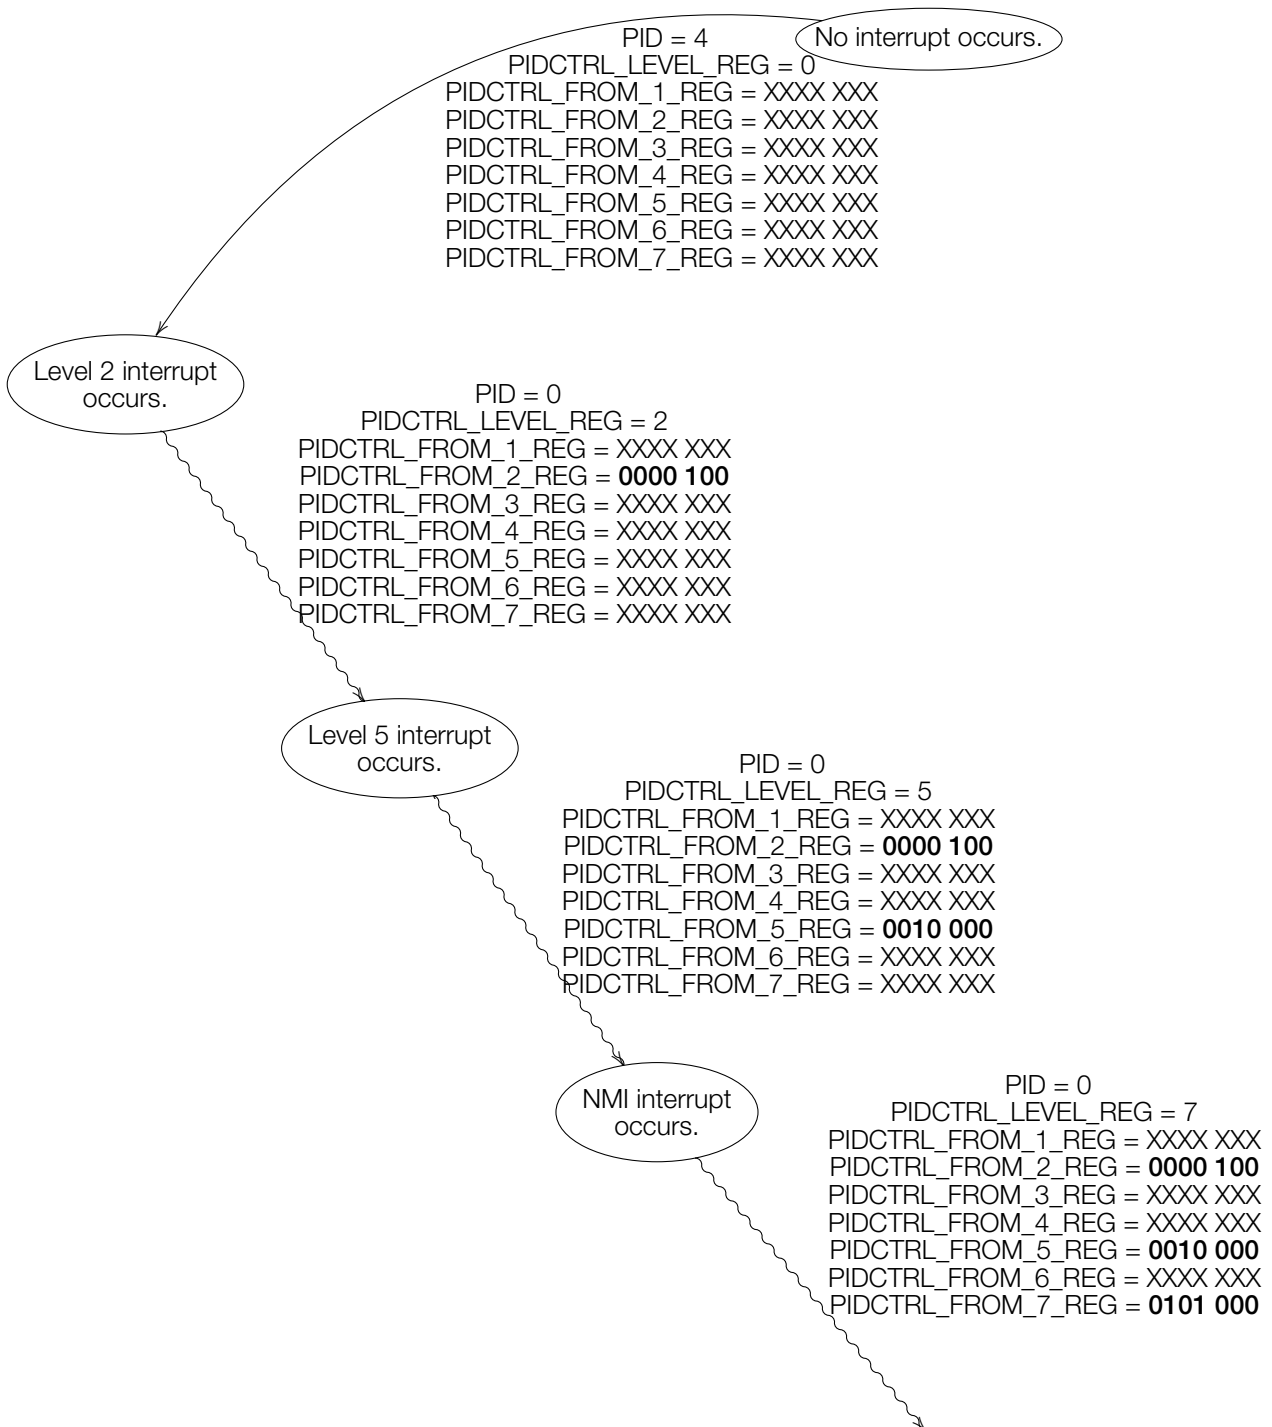 No interrupt occurs.
PID = 4
PIDCTRL_LEVEL_REG = 0
PIDCTRL_FROM_1_REG = XXXX XXX
PIDCTRL_FROM_2_REG = XXXX XXX
PIDCTRL_FROM_3_REG = XXXX XXX
PIDCTRL_FROM_4_REG = XXXX XXX
PIDCTRL_FROM_5_REG = XXXX XXX
PIDCTRL_FROM_6_REG = XXXX XXX
PIDCTRL_FROM_7_REG = XXXX XXX
Level 2 interrupt
occurs.
PID = 0
PIDCTRL_LEVEL_REG = 2
PIDCTRL_FROM_1_REG = XXXX XXX
PIDCTRL_FROM_2_REG = 0000 100
PIDCTRL_FROM_3_REG = XXXX XXX
PIDCTRL_FROM_4_REG = XXXX XXX
PIDCTRL_FROM_5_REG = XXXX XXX
PIDCTRL_FROM_6_REG = XXXX XXX
PIDCTRL_FROM_7_REG = XXXX XXX
Level 5 interrupt
occurs.
PID = 0
PIDCTRL_LEVEL_REG = 5
PIDCTRL_FROM_1_REG = XXXX XXX
PIDCTRL_FROM_2_REG = 0000 100
PIDCTRL_FROM_3_REG = XXXX XXX
PIDCTRL_FROM_4_REG = XXXX XXX
PIDCTRL_FROM_5_REG = 0010 000
PIDCTRL_FROM_6_REG = XXXX XXX
PIDCTRL_FROM_7_REG = XXXX XXX
NMI interrupt
occurs.
PID = 0
PIDCTRL_LEVEL_REG = 7
PIDCTRL_FROM_1_REG = XXXX XXX
PIDCTRL_FROM_2_REG = 0000 100
PIDCTRL_FROM_3_REG = XXXX XXX
PIDCTRL_FROM_4_REG = XXXX XXX
PIDCTRL_FROM_5_REG = 0010 000
PIDCTRL_FROM_6_REG = XXXX XXX
PIDCTRL_FROM_7_REG = 0101 000